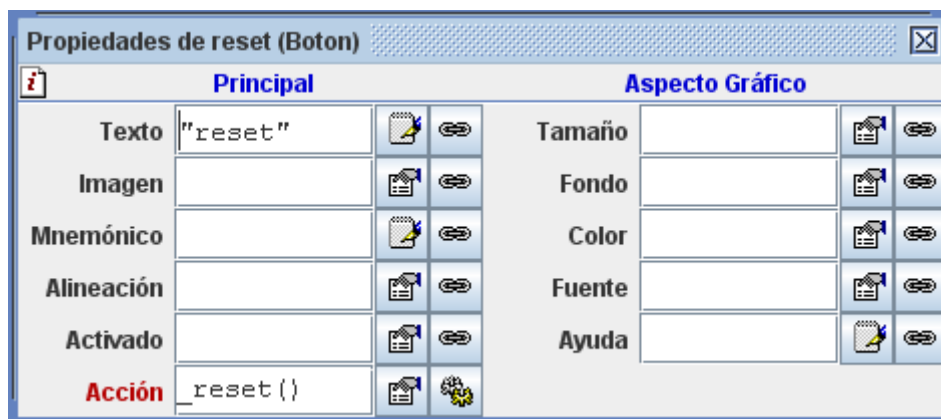 Propiedades de reset (Boton)
Principal
Aspecto Gráfico
Texto "reset"
Imagen
Mnemónico
Alineación
Activado
Acción _reset()
Tamaño
Fondo
Color
Fuente
Ayuda